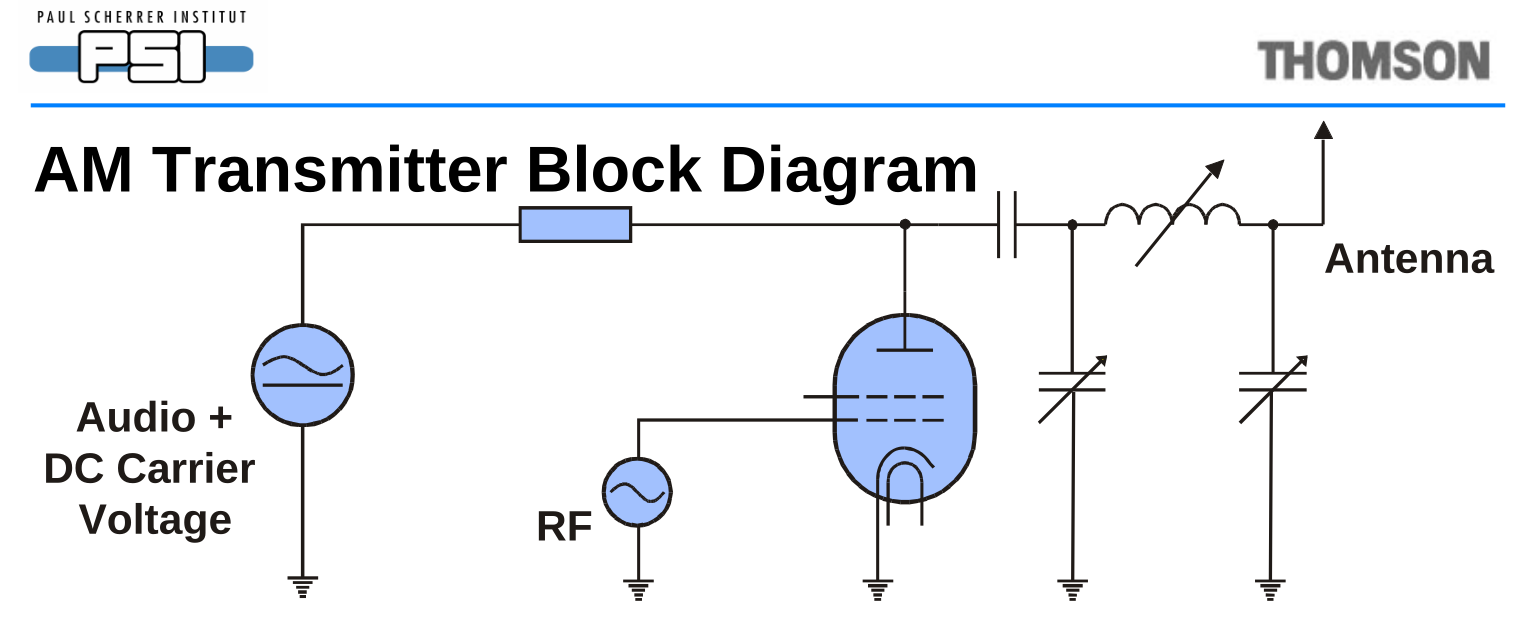 PAUL SCHERRER INSTITUT
PSI
THOMSON
AM Transmitter Block Diagram
Antenna
Audio +
DC Carrier
Voltage
RF